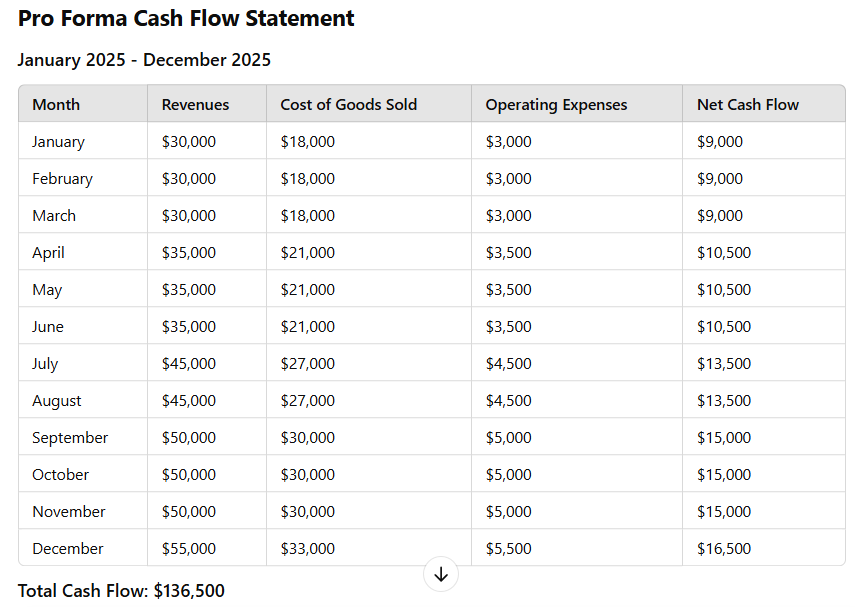 Pro Forma Cash Flow Statement
January 2025 - December 2025
Month Revenues Cost of Goods Sold Operating Expenses Net Cash Flow
January $30,000 $18,000 $3,000 $9,000
February $30,000 $18,000 $3,000 $9,000
March $30,000 $18,000 $3,000 $9,000
April $35,000 $21,000 $3,500 $10,500
May $35,000 $21,000 $3,500 $10,500
June $35,000 $21,000 $3,500 $10,500
July $45,000 $27,000 $4,500 $13,500
August $45,000 $27,000 $4,500 $13,500
September $50,000 $30,000 $5,000 $15,000
October $50,000 $30,000 $5,000 $15,000
November $50,000 $30,000 $5,000 $15,000
December $55,000 $33,000 $5,500 $16,500
Total Cash Flow: $136,500